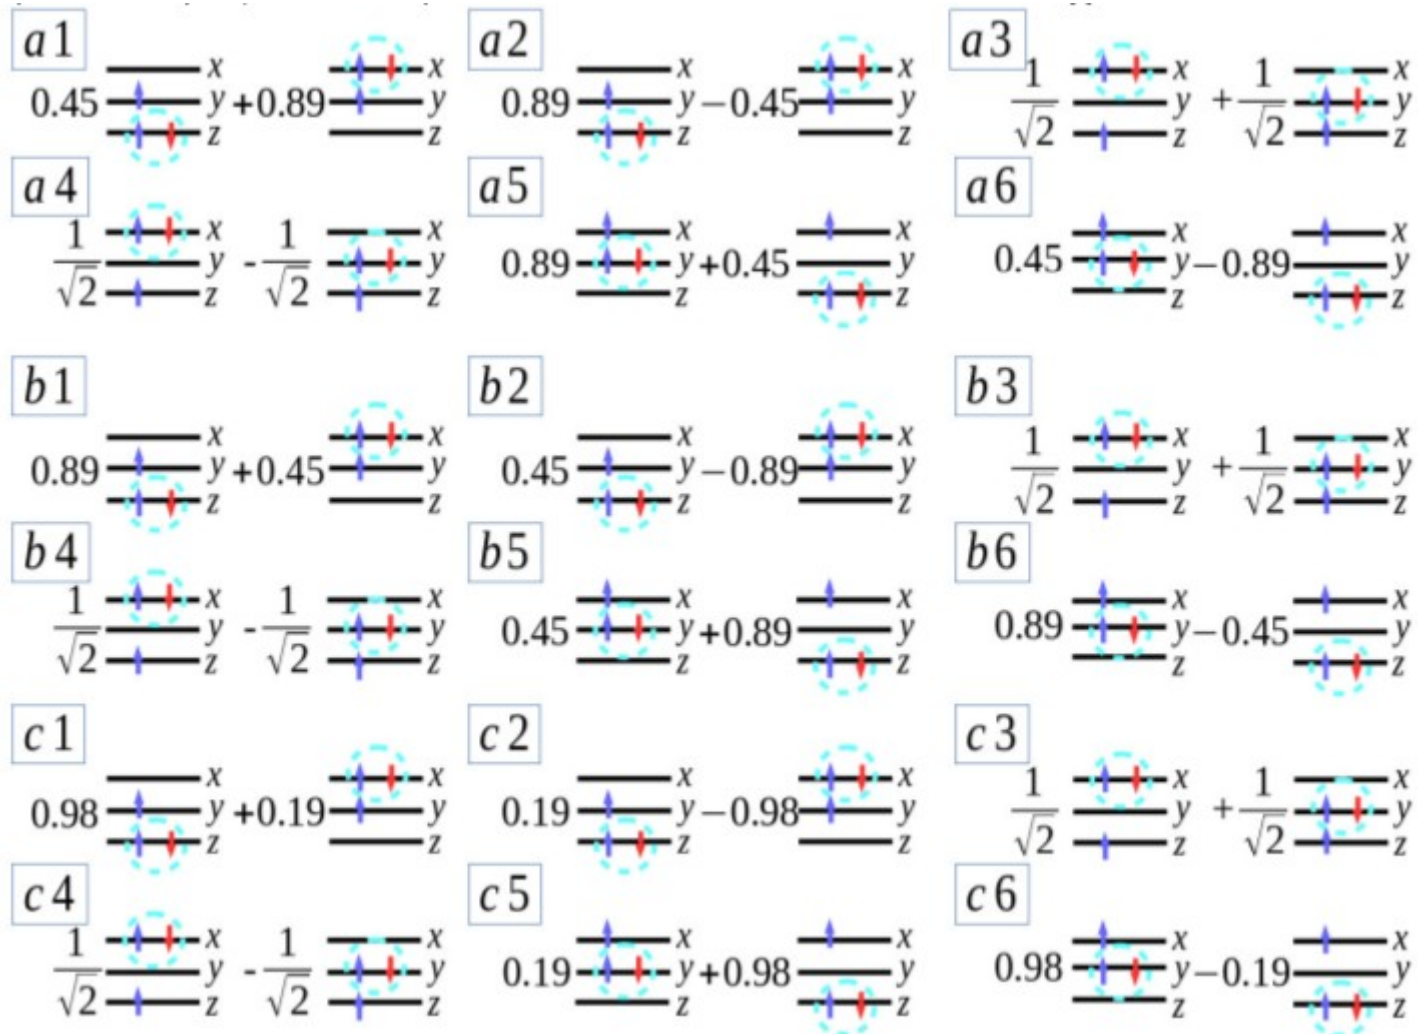 a1 a2 a3
0.45 x y z +0.89 x y z 0.89 x y z −0.45 x y z 1/√2 x y z + 1/√2 x y z
a4 a5 a6
1/√2 x y z - 1/√2 x y z 0.89 x y z +0.45 x y z 0.45 x y z −0.89 x y z
b1 b2 b3
0.89 x y z +0.45 x y z 0.45 x y z −0.89 x y z 1/√2 x y z + 1/√2 x y z
b4 b5 b6
1/√2 x y z - 1/√2 x y z 0.45 x y z +0.89 x y z 0.89 x y z −0.45 x y z
c1 c2 c3
0.98 x y z +0.19 x y z 0.19 x y z −0.98 x y z 1/√2 x y z + 1/√2 x y z
c4 c5 c6
1/√2 x y z - 1/√2 x y z 0.19 x y z +0.98 x y z 0.98 x y z −0.19 x y z